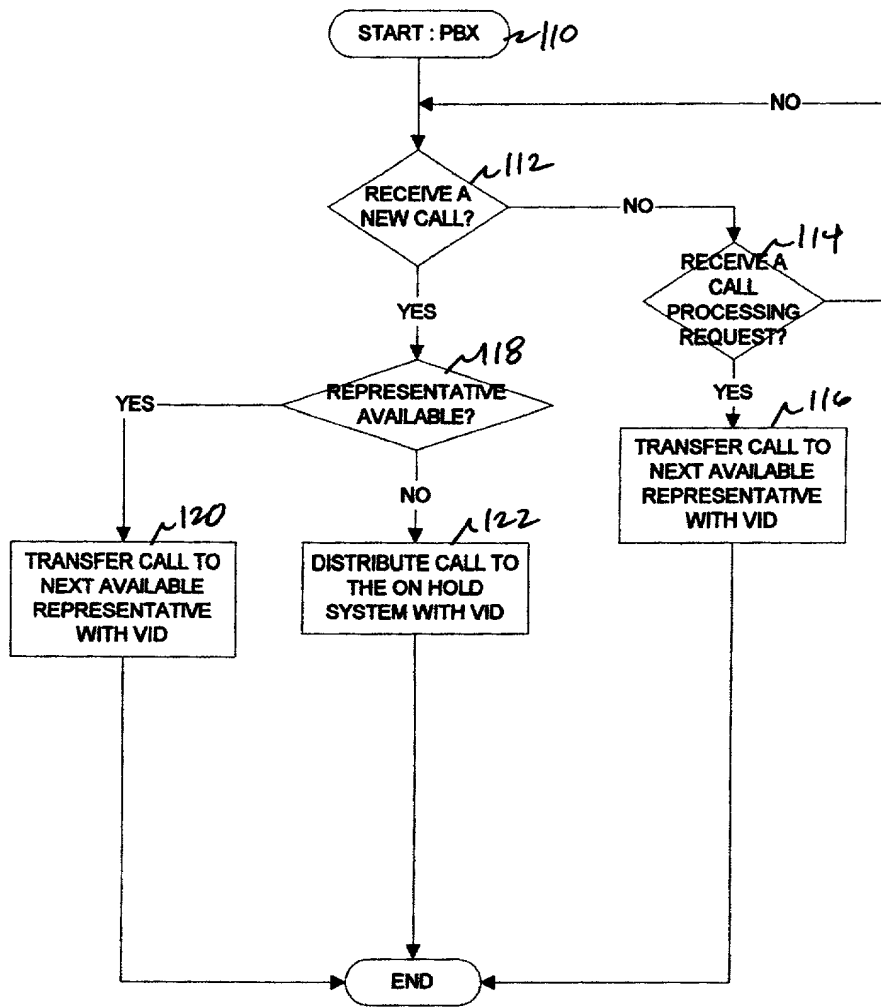 START : PBX
110
NO
112
RECEIVE A
NEW CALL?
NO
114
RECEIVE A
CALL
PROCESSING
REQUEST?
YES
118
REPRESENTATIVE
AVAILABLE?
YES
YES
116
TRANSFER CALL TO
NEXT AVAILABLE
REPRESENTATIVE
WITH VID
NO
120
TRANSFER CALL TO
NEXT AVAILABLE
REPRESENTATIVE
WITH VID
122
DISTRIBUTE CALL TO
THE ON HOLD
SYSTEM WITH VID
END